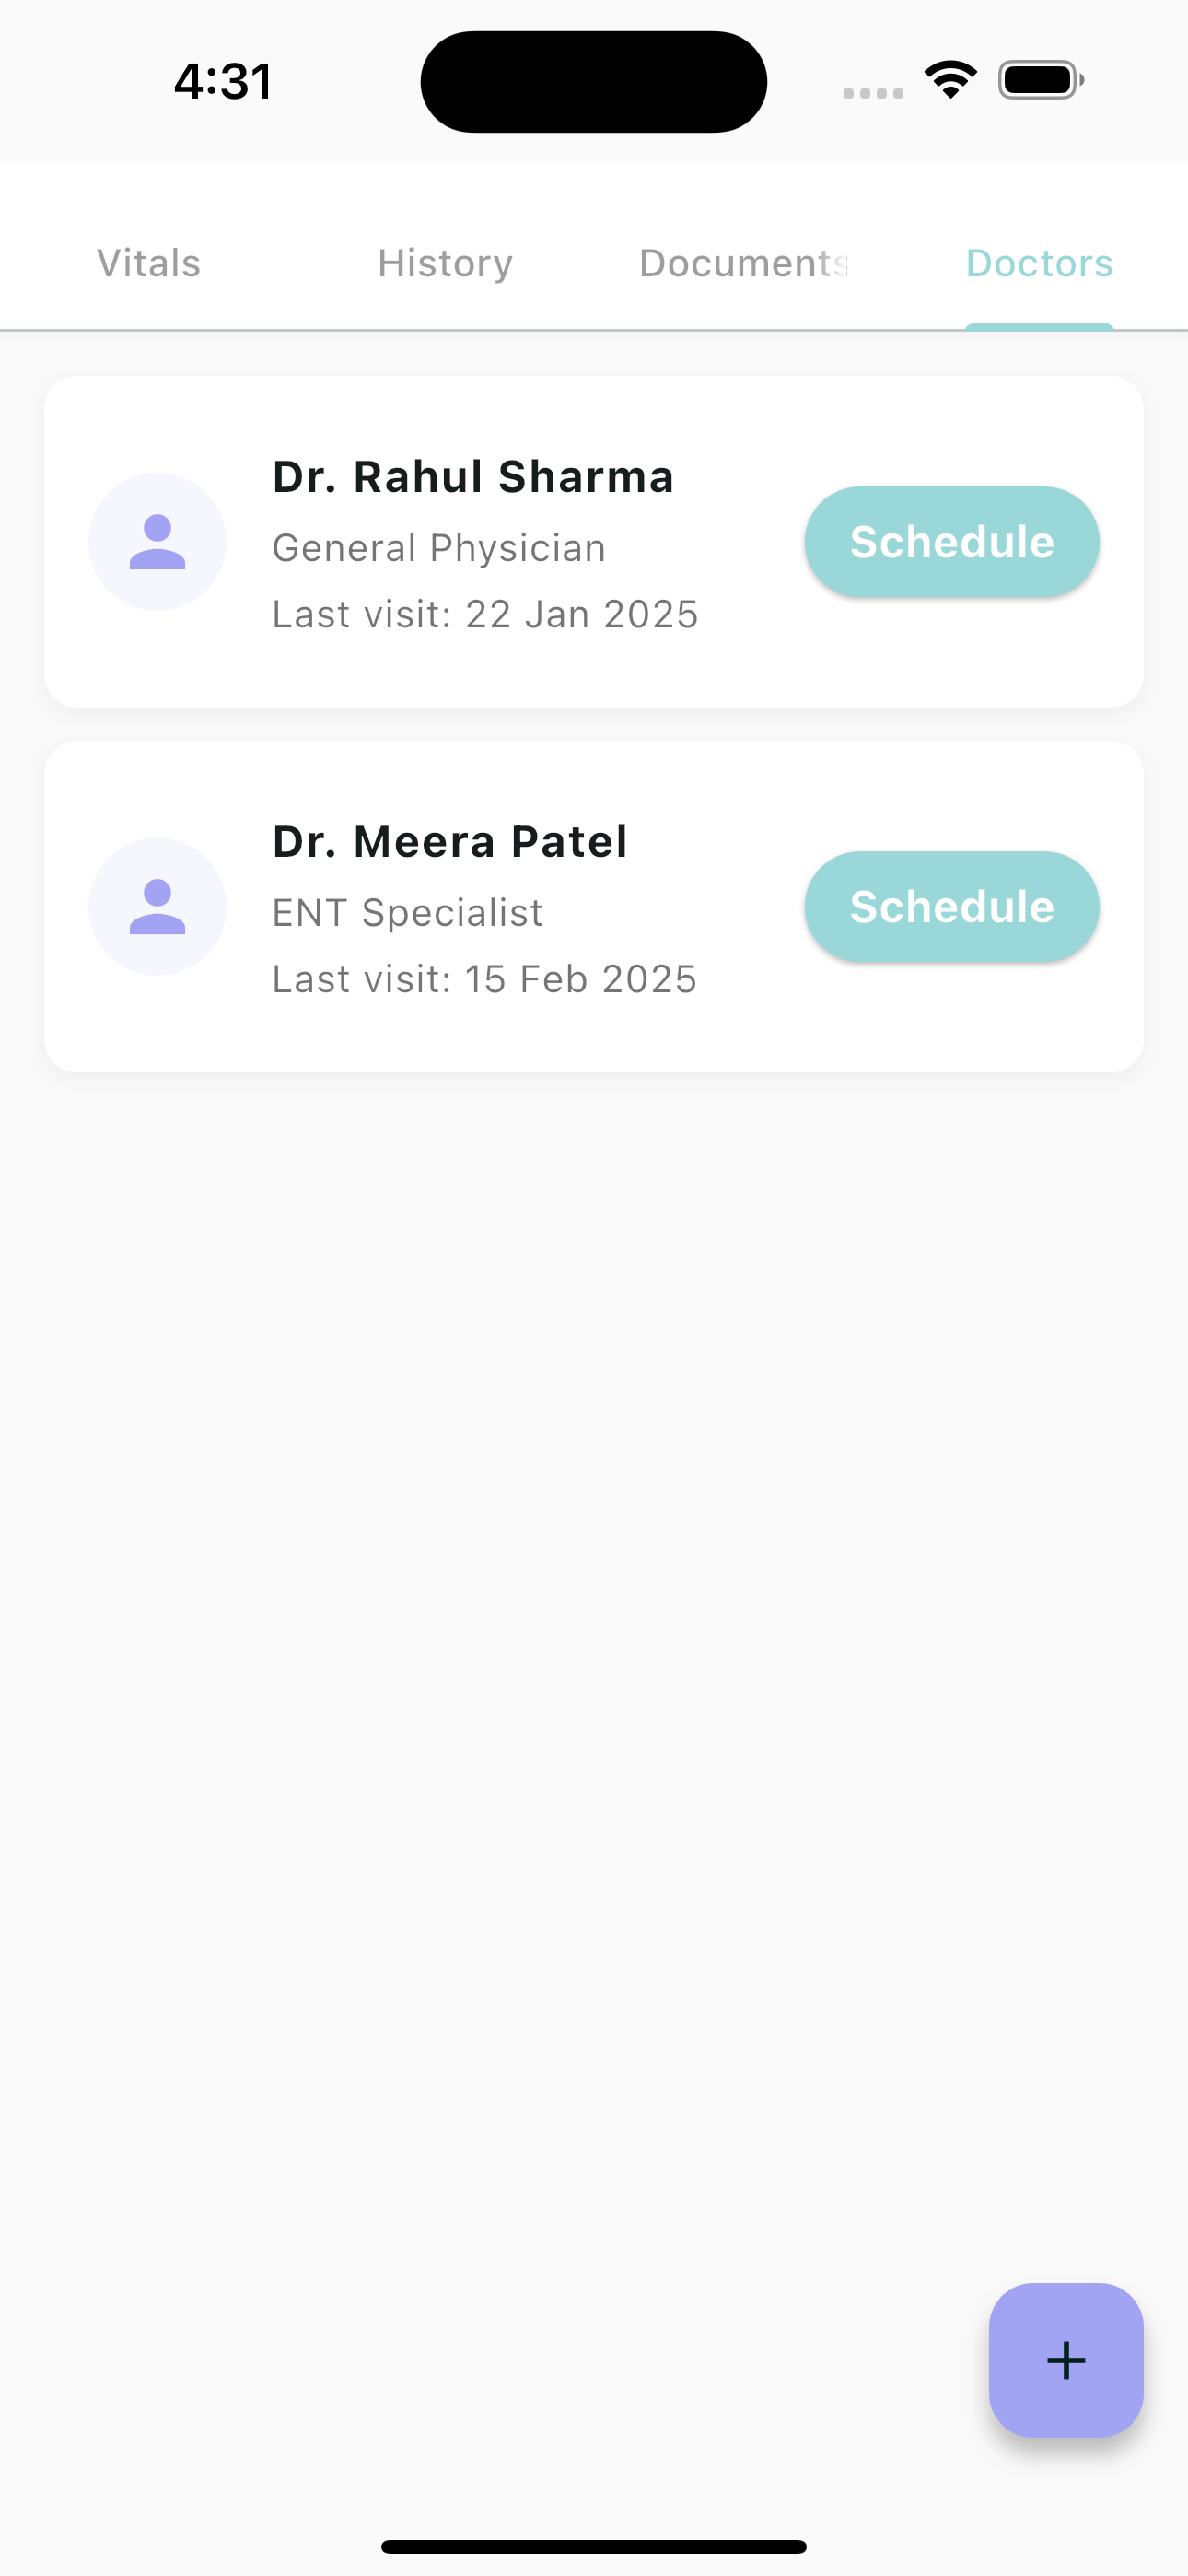 4:31
Vitals History Documents Doctors
Dr. Rahul Sharma
General Physician
Last visit: 22 Jan 2025
Schedule
Dr. Meera Patel
ENT Specialist
Last visit: 15 Feb 2025
Schedule